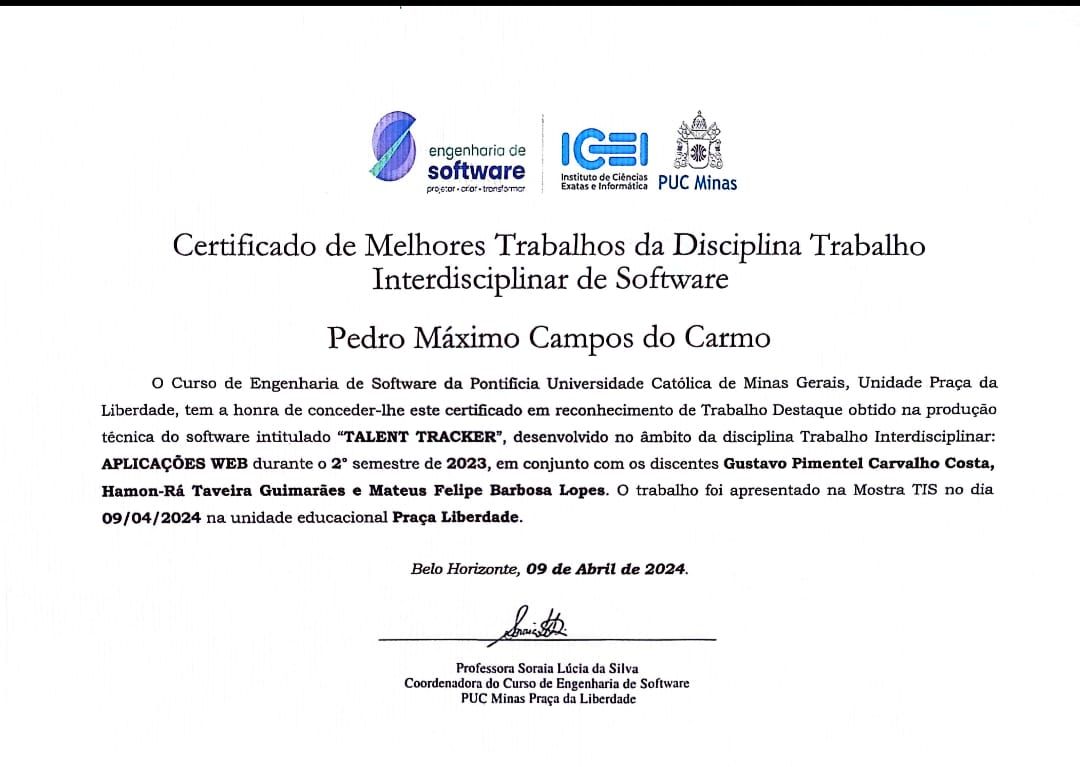 engenharia de
software
projetar • criar • transformar
ICEI
Instituto de Ciências
Exatas e Informática
PUC Minas
Certificado de Melhores Trabalhos da Disciplina Trabalho
Interdisciplinar de Software
Pedro Máximo Campos do Carmo
O Curso de Engenharia de Software da Pontifícia Universidade Católica de Minas Gerais, Unidade Praça da
Liberdade, tem a honra de conceder-lhe este certificado em reconhecimento de Trabalho Destaque obtido na produção
técnica do software intitulado “TALENT TRACKER”, desenvolvido no âmbito da disciplina Trabalho Interdisciplinar:
APLICAÇÕES WEB durante o 2° semestre de 2023, em conjunto com os discentes Gustavo Pimentel Carvalho Costa,
Hamon-Rá Taveira Guimarães e Mateus Felipe Barbosa Lopes. O trabalho foi apresentado na Mostra TIS no dia
09/04/2024 na unidade educacional Praça Liberdade.
Belo Horizonte, 09 de Abril de 2024.
Professora Soraia Lúcia da Silva
Coordenadora do Curso de Engenharia de Software
PUC Minas Praça da Liberdade